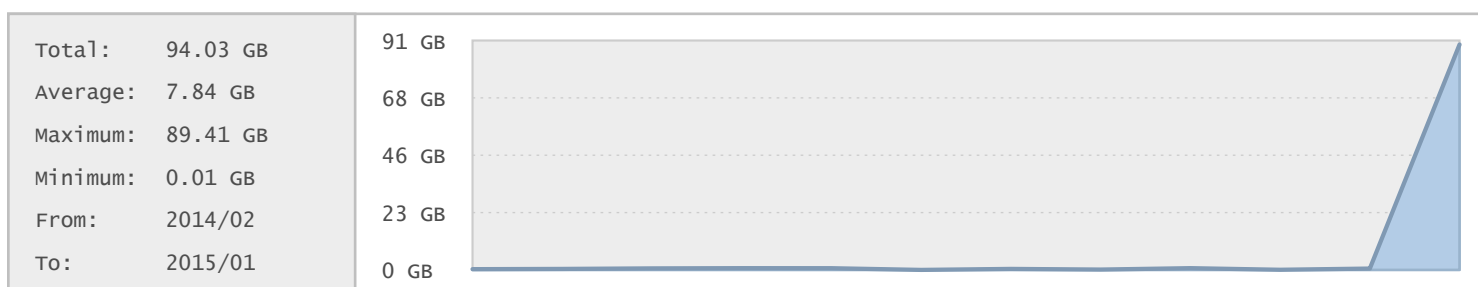 Total: 94.03 GB
Average: 7.84 GB
Maximum: 89.41 GB
Minimum: 0.01 GB
From: 2014/02
To: 2015/01
91 GB
68 GB
46 GB
23 GB
0 GB